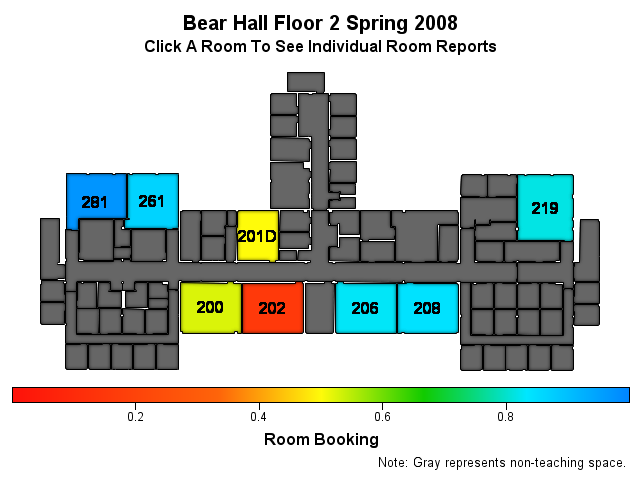 Bear Hall Floor 2 Spring 2008
Click A Room To See Individual Room Reports
281
261
219
201D
200
202
206
208
0.2 0.4 0.6 0.8
Room Booking
Note: Gray represents non-teaching space.